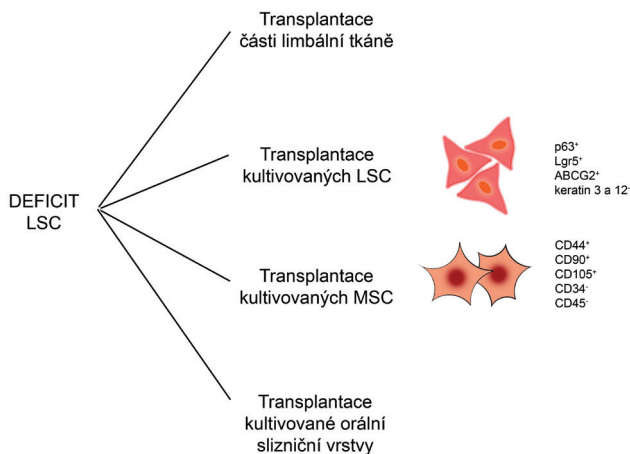 Transplantace
části limbální tkáně
Transplantace
kultivovaných LSC
p63⁺
Lgr5⁺
ABCG2⁺
keratin 3 a 12⁻
DEFICIT
LSC
Transplantace
kultivovaných MSC
CD44⁺
CD90⁺
CD105⁺
CD34⁻
CD45⁻
Transplantace
kultivované orální
slizniční vrstvy